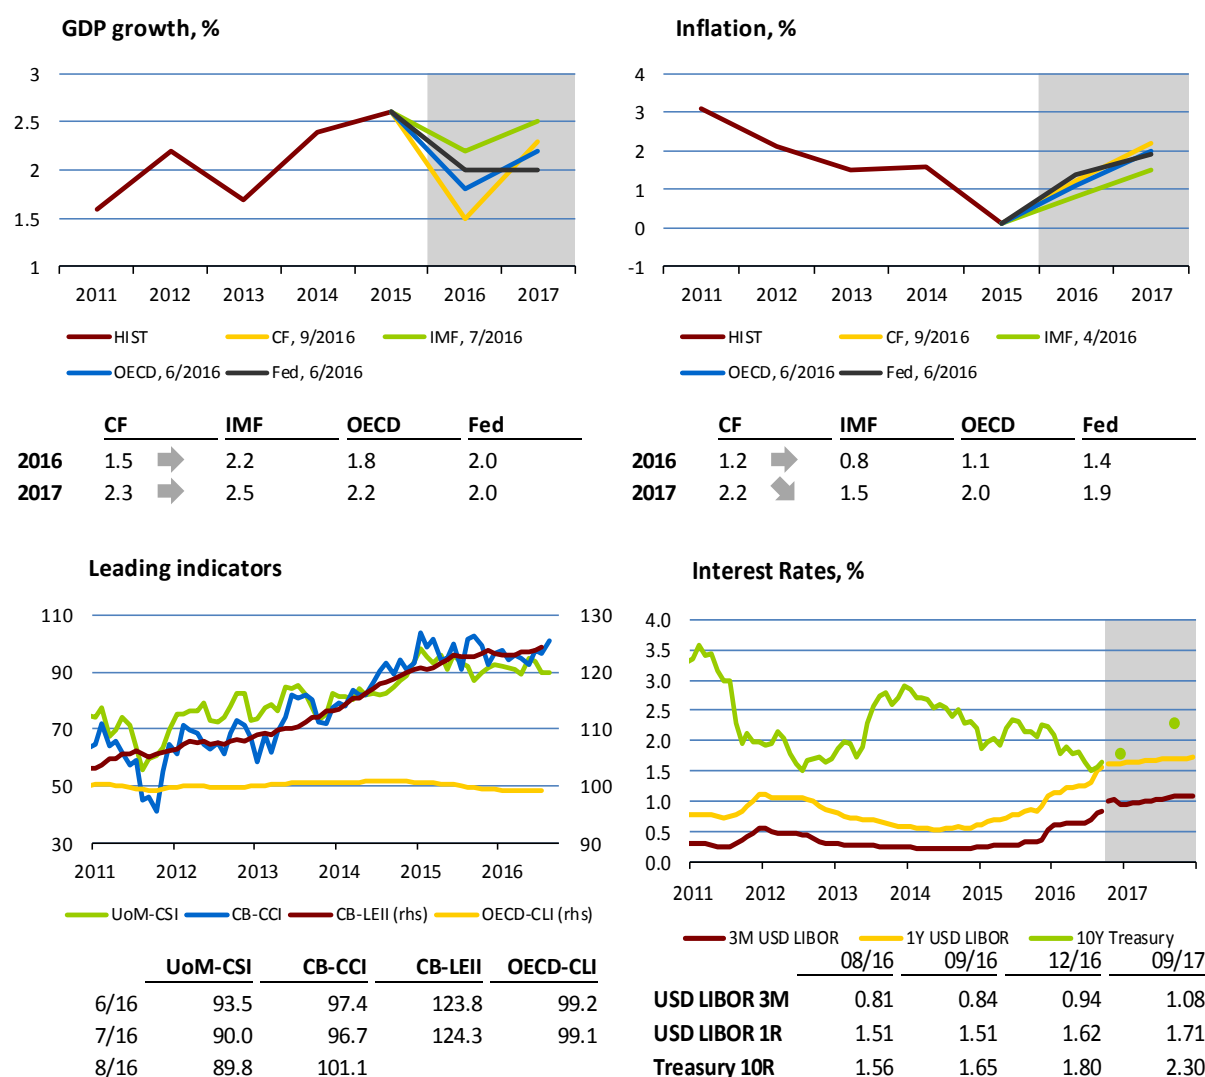 GDP growth, %
3
2.5
2
1.5
1
2011 2012 2013 2014 2015 2016 2017
HIST CF, 9/2016 IMF, 7/2016
OECD, 6/2016 Fed, 6/2016
CF IMF OECD Fed
2016 1.5 2.2 1.8 2.0
2017 2.3 2.5 2.2 2.0
Inflation, %
4
3
2
1
0
-1
2011 2012 2013 2014 2015 2016 2017
HIST CF, 9/2016 IMF, 4/2016
OECD, 6/2016 Fed, 6/2016
CF IMF OECD Fed
2016 1.2 0.8 1.1 1.4
2017 2.2 1.5 2.0 1.9
Leading indicators
110 130
90 120
70 110
50 100
30 90
2011 2012 2013 2014 2015 2016
UoM-CSI CB-CCI CB-LEII (rhs) OECD-CLI (rhs)
UoM-CSI CB-CCI CB-LEII OECD-CLI
6/16 93.5 97.4 123.8 99.2
7/16 90.0 96.7 124.3 99.1
8/16 89.8 101.1
Interest Rates, %
4.0
3.5
3.0
2.5
2.0
1.5
1.0
0.5
0.0
2011 2012 2013 2014 2015 2016 2017
3M USD LIBOR 1Y USD LIBOR 10Y Treasury
08/16 09/16 12/16 09/17
USD LIBOR 3M 0.81 0.84 0.94 1.08
USD LIBOR 1R 1.51 1.51 1.62 1.71
Treasury 10R 1.56 1.65 1.80 2.30